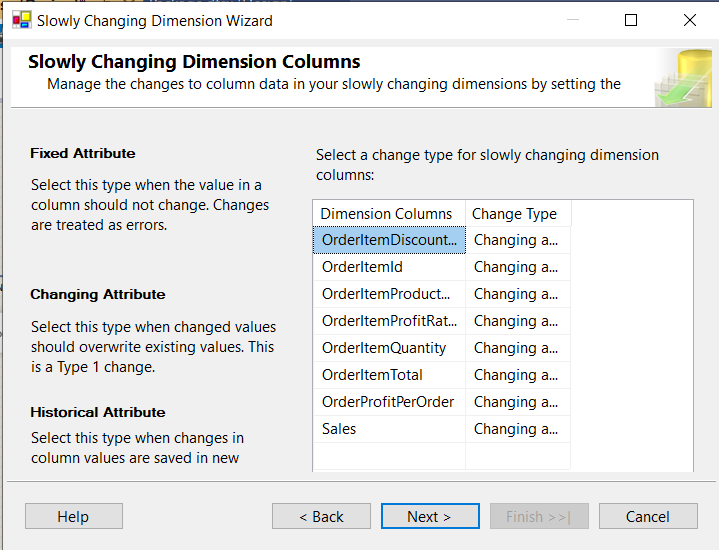 Slowly Changing Dimension Wizard
Slowly Changing Dimension Columns
Manage the changes to column data in your slowly changing dimensions by setting the
Fixed Attribute
Select this type when the value in a
column should not change. Changes
are treated as errors.
Changing Attribute
Select this type when changed values
should overwrite existing values. This
is a Type 1 change.
Historical Attribute
Select this type when changes in
column values are saved in new
Select a change type for slowly changing dimension
columns:
Dimension Columns Change Type
OrderItemDiscount... Changing a...
OrderItemId Changing a...
OrderItemProduct... Changing a...
OrderItemProfitRat... Changing a...
OrderItemQuantity Changing a...
OrderItemTotal Changing a...
OrderProfitPerOrder Changing a...
Sales Changing a...
Help < Back Next > Finish >>| Cancel